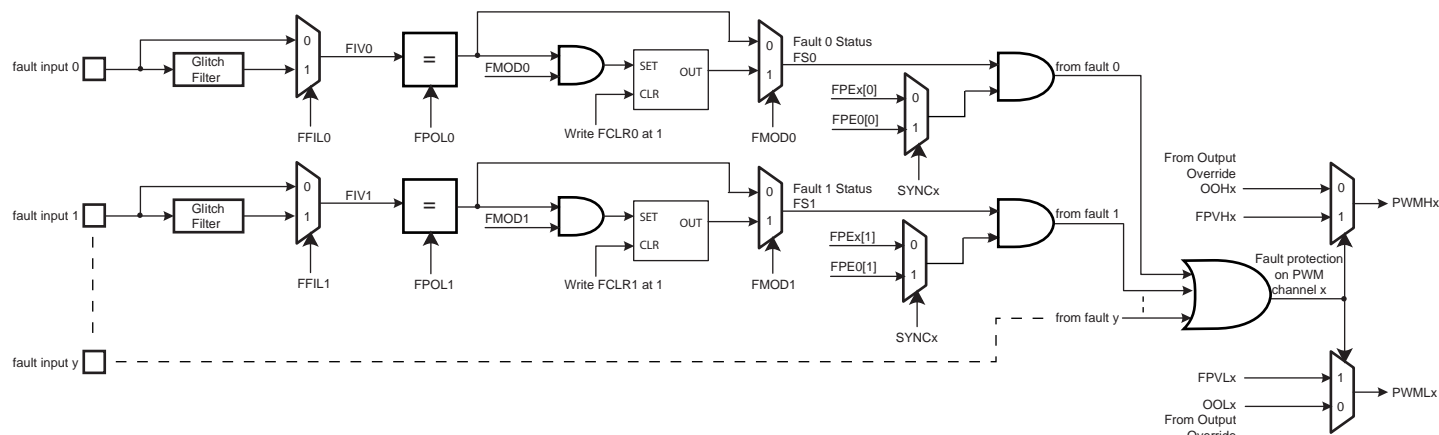 fault input 0
Glitch
Filter
0
1
FIV0
=
FMOD0
SET
OUT
CLR
Write FCLR0 at 1
FFIL0
FPOL0
0
1
FMOD0
Fault 0 Status
FS0
FPEx[0]
FPE0[0]
0
1
SYNCx
from fault 0
fault input 1
Glitch
Filter
0
1
FIV1
=
FMOD1
SET
OUT
CLR
Write FCLR1 at 1
FFIL1
FPOL1
0
1
FMOD1
Fault 1 Status
FS1
FPEx[1]
FPE0[1]
0
1
SYNCx
from fault 1
fault input y
from fault y
Fault protection
on PWM
channel x
From Output
Override
OOHx
FPVHx
0
1
PWMHx
FPVLx
OOLx
From Output
1
0
PWMLx